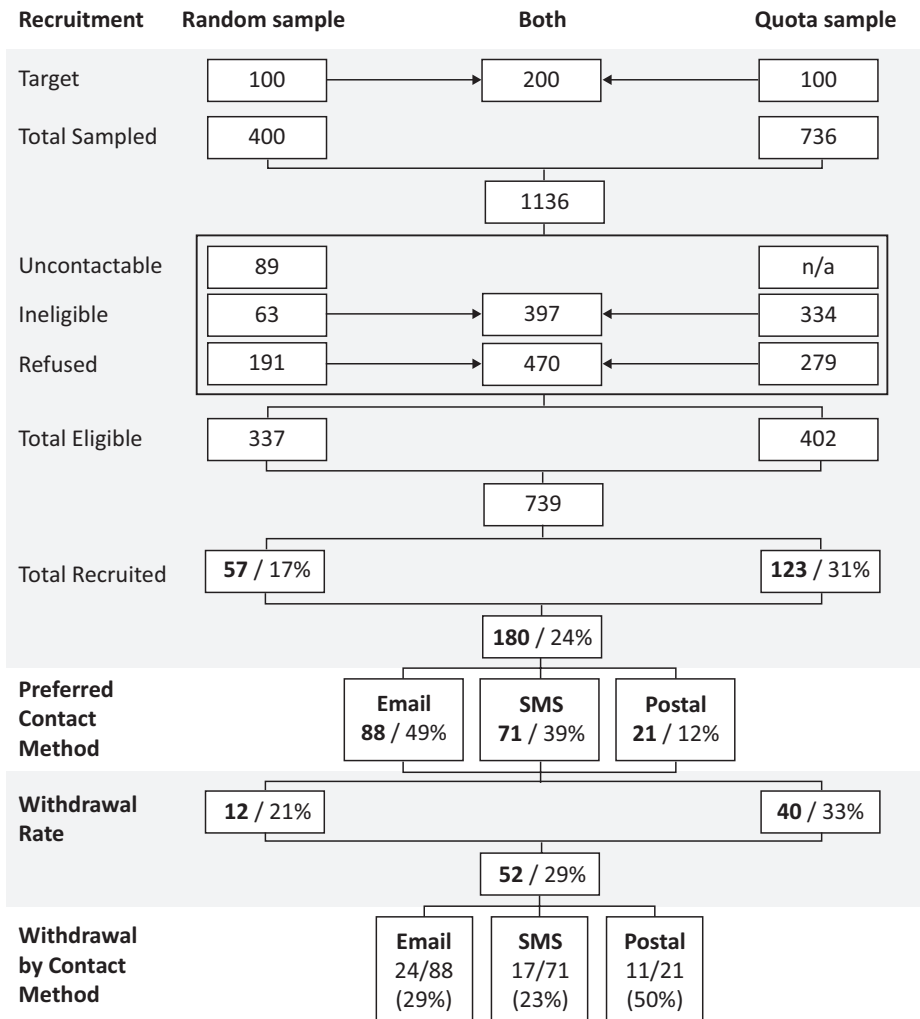 Recruitment Random sample Both Quota sample
Target 100 200 100
Total Sampled 400 736
1136
Uncontactable 89 n/a
Ineligible 63 397 334
Refused 191 470 279
Total Eligible 337 402
739
Total Recruited 57 / 17% 123 / 31%
180 / 24%
Preferred
Contact
Method
Email
88 / 49%
SMS
71 / 39%
Postal
21 / 12%
Withdrawal
Rate
12 / 21% 40 / 33%
52 / 29%
Withdrawal
by Contact
Method
Email
24/88
(29%)
SMS
17/71
(23%)
Postal
11/21
(50%)